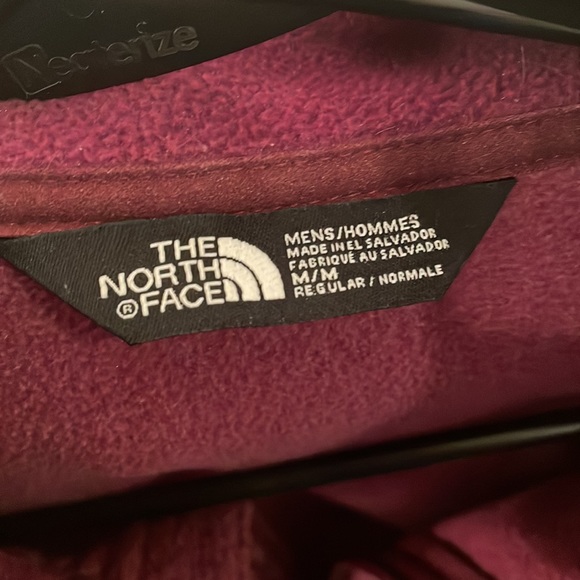 THE
NORTH
FACE®
MENS/HOMMES
MADE IN EL SALVADOR
FABRIQUÉ AU SALVADOR
M/M
REGULAR / NORMALE